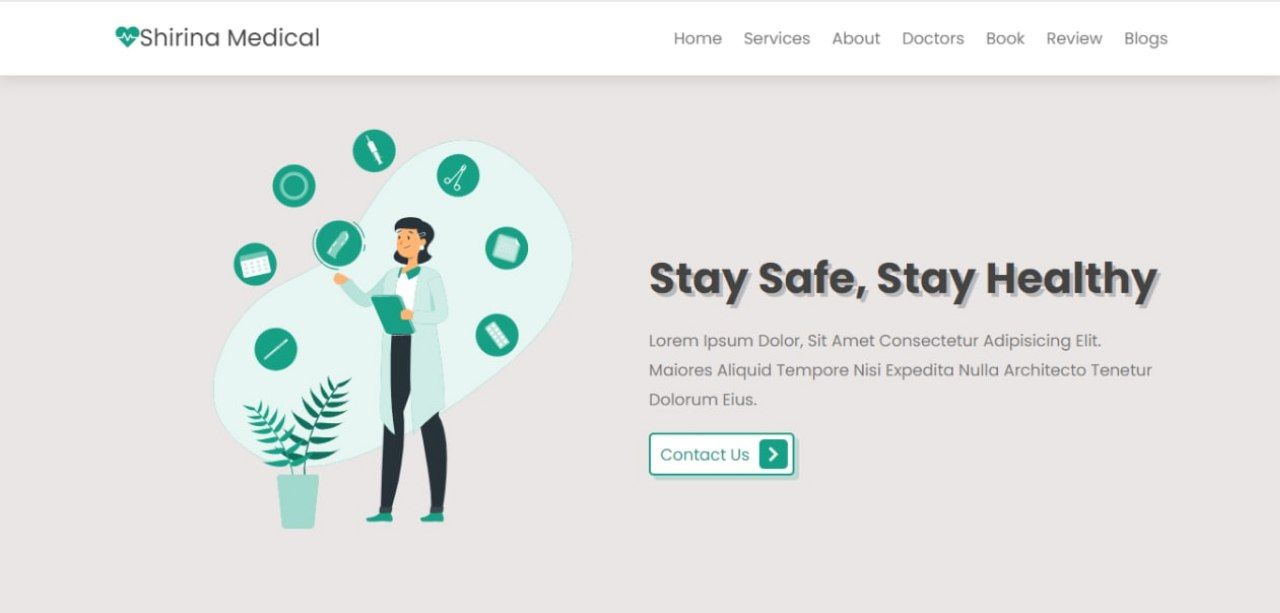 Shirina Medical
Home Services About Doctors Book Review Blogs
Stay Safe, Stay Healthy
Lorem Ipsum Dolor, Sit Amet Consectetur Adipisicing Elit.
Maiores Aliquid Tempore Nisi Expedita Nulla Architecto Tenetur
Dolorum Eius.
Contact Us